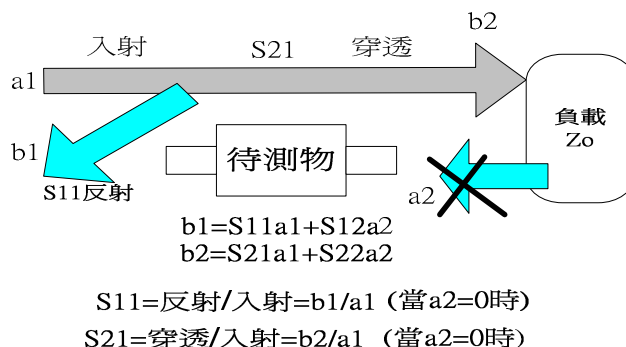 入射 S21 穿透 b2
a1
負載
Zo
b1
待測物
S11反射
a2
b1=S11a1+S12a2
b2=S21a1+S22a2
S11=反射/入射=b1/a1 (當a2=0時)
S21=穿透/入射=b2/a1 (當a2=0時)